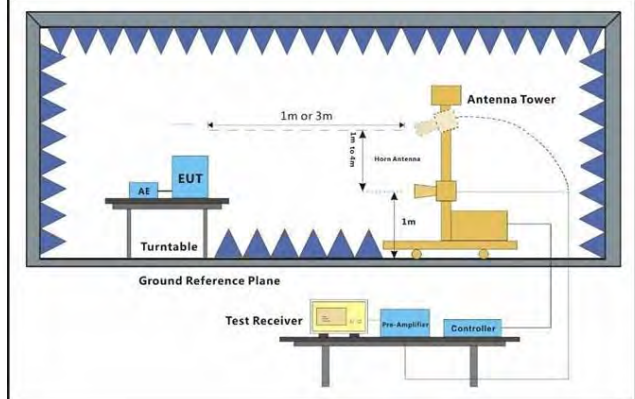 Antenna Tower
1m or 3m
1m to 4m
Horn Antenna
EUT
AE
1m
Turntable
Ground Reference Plane
Test Receiver
Pre-Amplifier
Controller